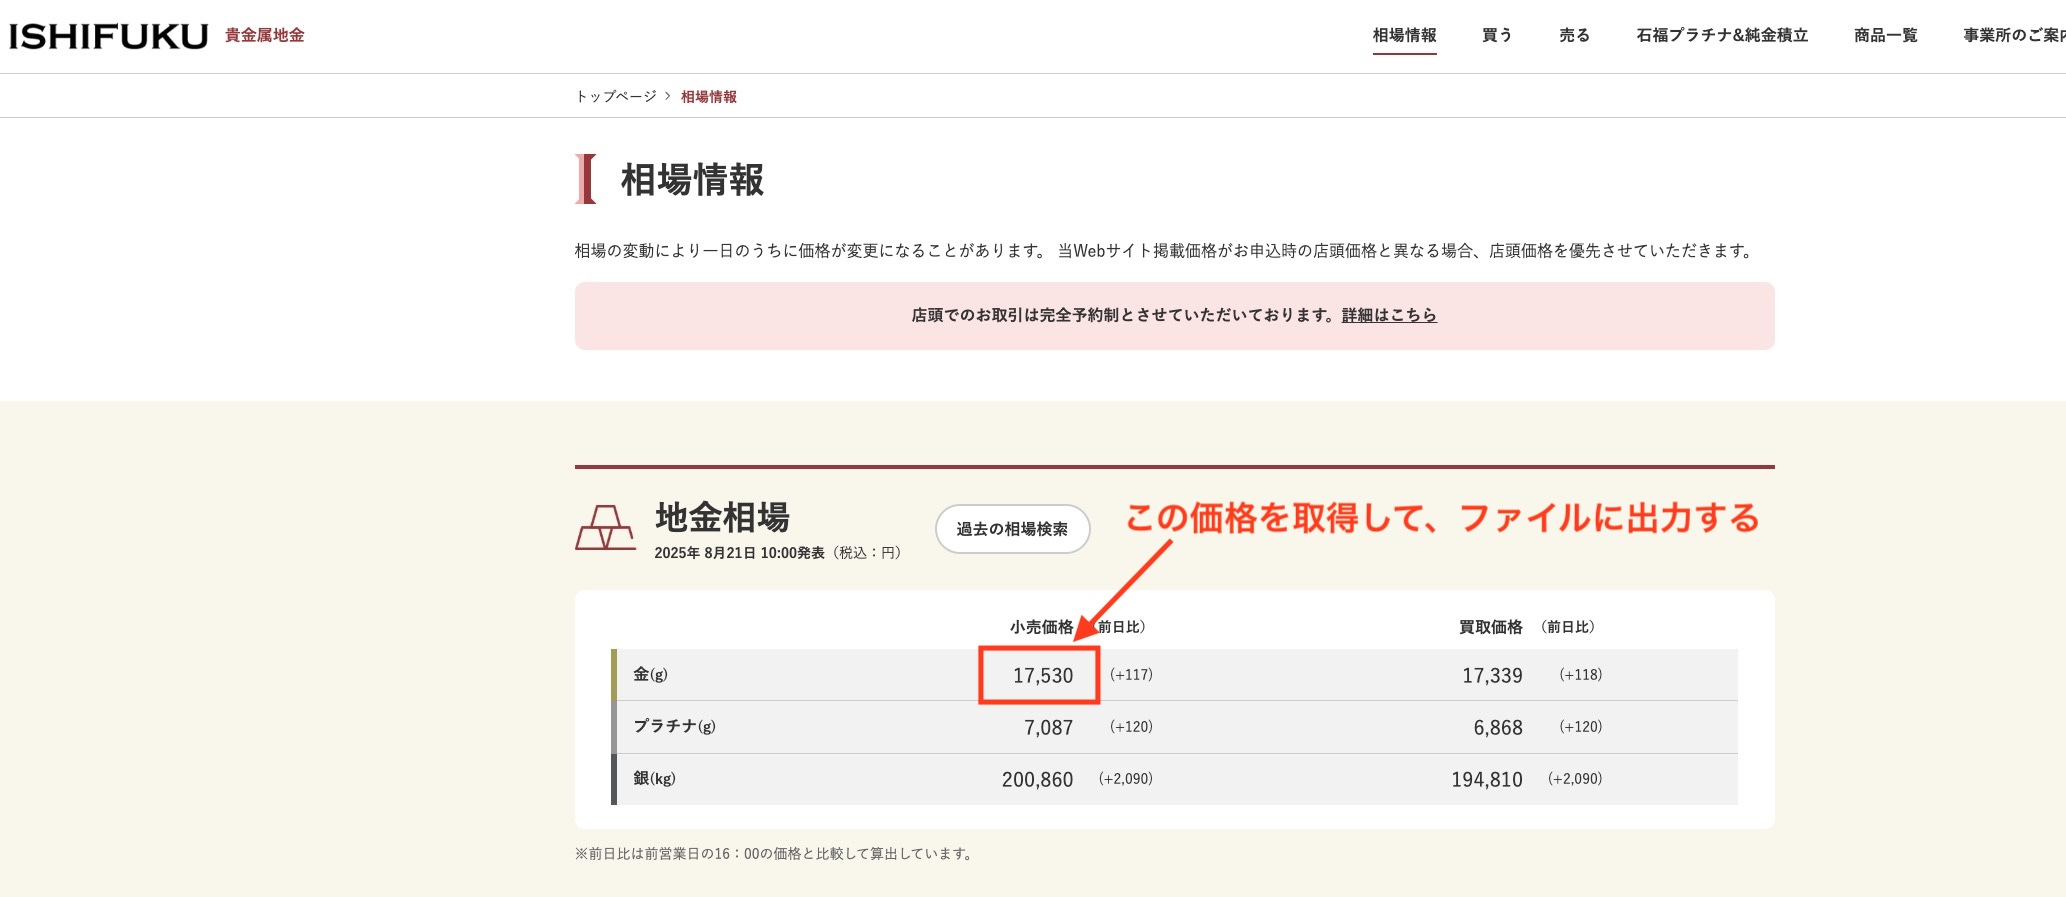 ISHIFUKU 貴金属地金 相場情報 買う 売る 石福プラチナ&純金積立 商品一覧 事業所のご案内
トップページ > 相場情報
相場情報
相場の変動により一日のうちに価格が変更になることがあります。 当Webサイト掲載価格がお申込時の店頭価格と異なる場合、店頭価格を優先させていただきます。
店頭でのお取引は完全予約制とさせていただいております。詳細はこちら
地金相場
2025年 8月21日 10:00発表（税込：円）
過去の相場検索
この価格を取得して、ファイルに出力する
小売価格 （前日比） 買取価格 （前日比）
金(g) 17,530 (+117) 17,339 (+118)
プラチナ(g) 7,087 (+120) 6,868 (+120)
銀(kg) 200,860 (+2,090) 194,810 (+2,090)
※前日比は前営業日の16：00の価格と比較して算出しています。